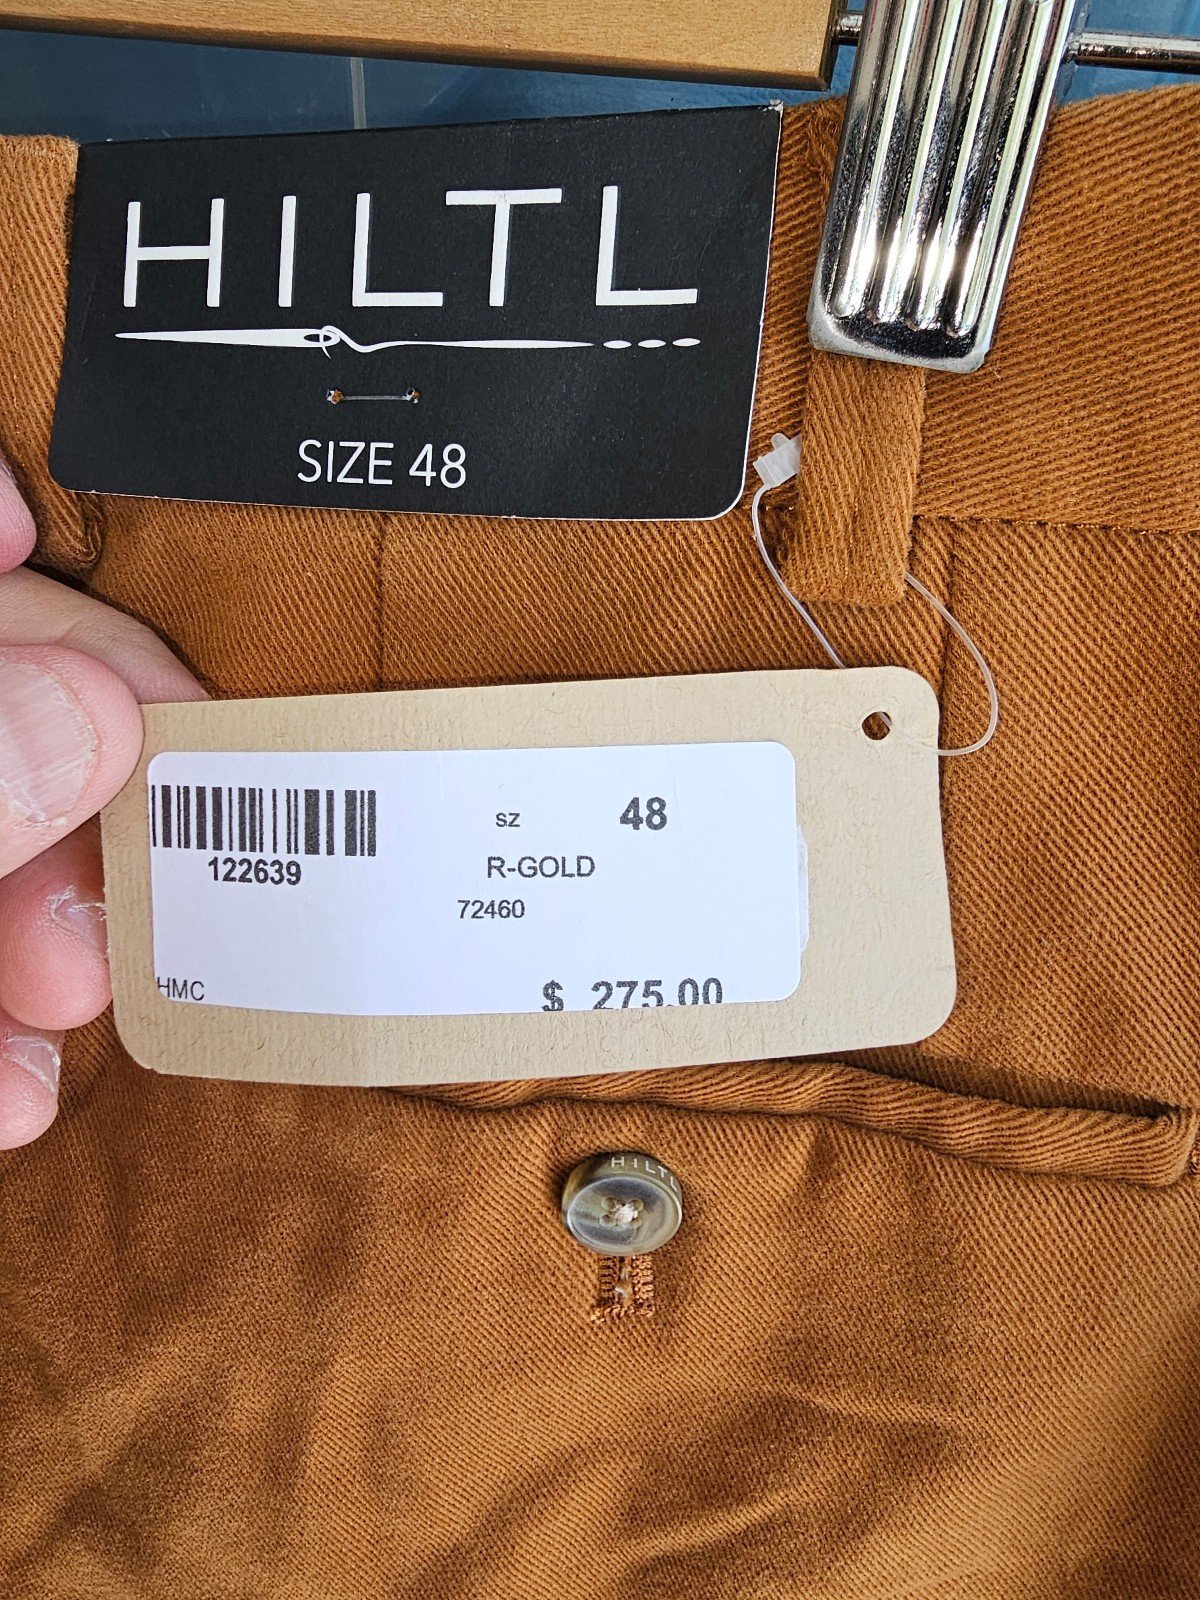 HILTL
SIZE 48
sz 48
122639
R-GOLD
72460
HMC
$ 275.00
HILTL